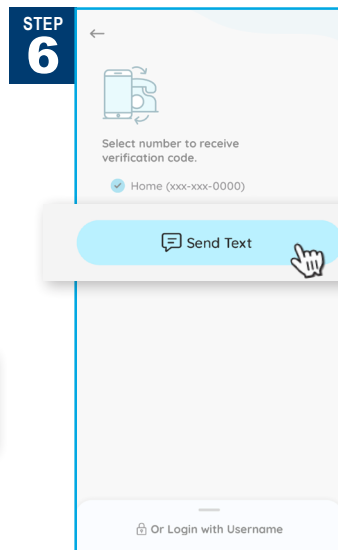 STEP
6
Select number to receive
verification code.
Home (xxx-xxx-0000)
Send Text
Or Login with Username